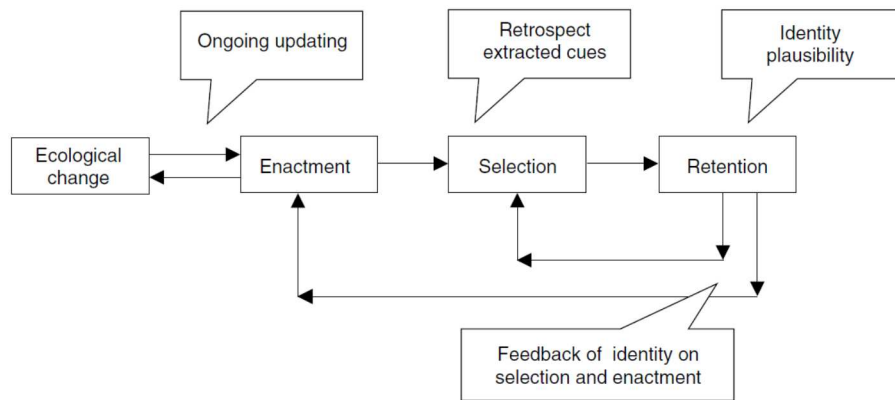 Ongoing updating
Retrospect
extracted cues
Identity
plausibility
Ecological
change
Enactment
Selection
Retention
Feedback of identity on
selection and enactment